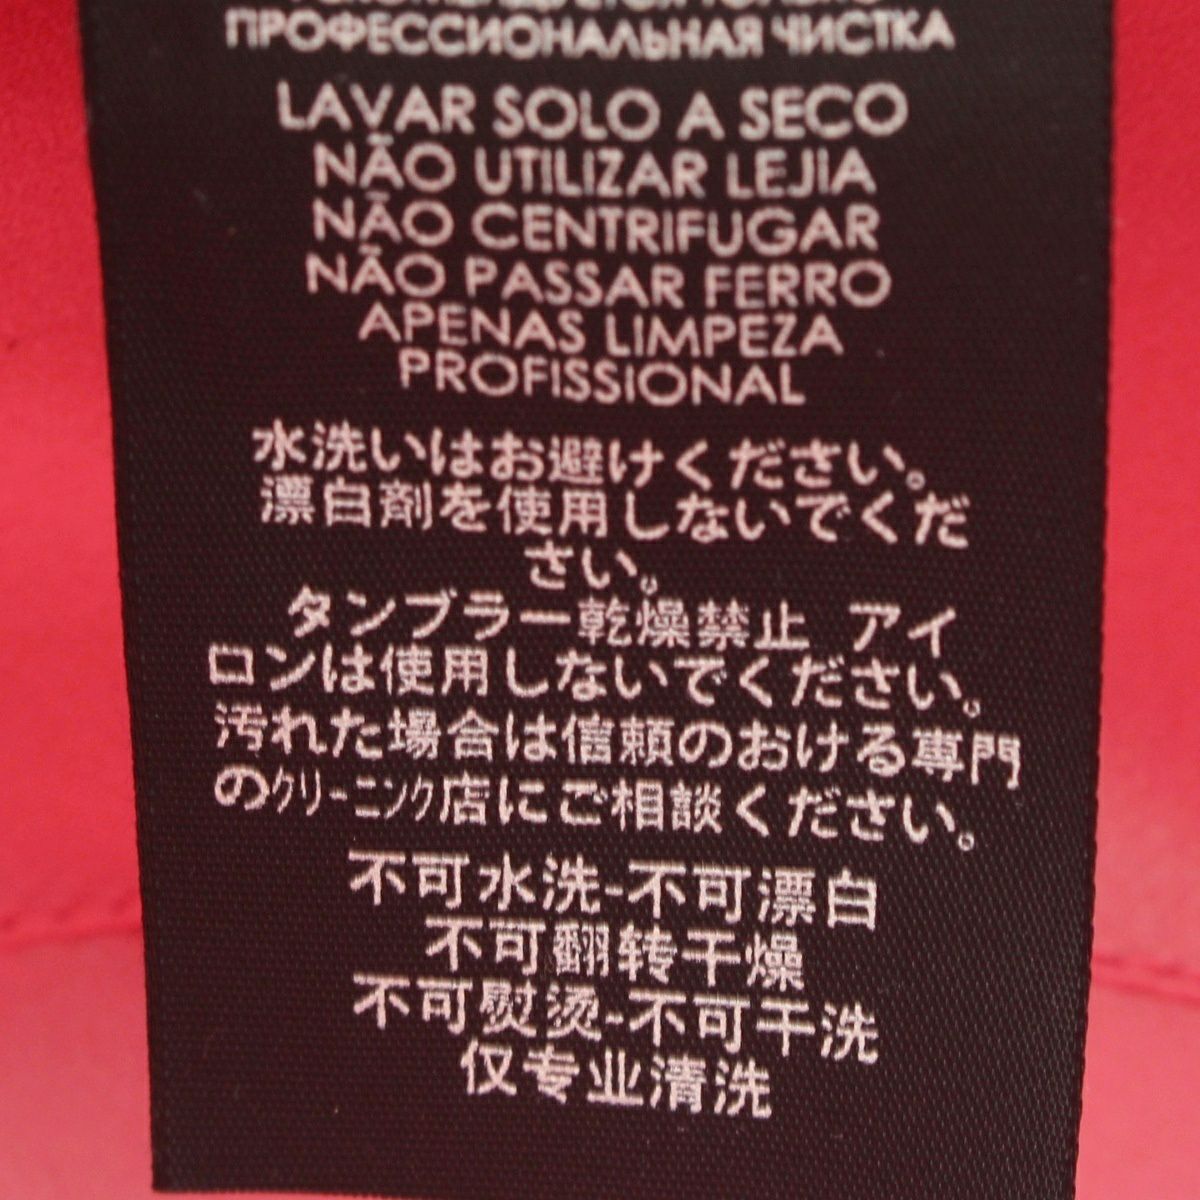 ПРОФЕССИОНАЛЬНАЯ ЧИСТКА
LAVAR SOLO A SECO
NÃO UTILIZAR LEJIA
NÃO CENTRIFUGAR
NÃO PASSAR FERRO
APENAS LIMPEZA
PROFISSIONAL
水洗いはお避けください。
漂白剤を使用しないでくだ
さい。
タンブラー乾燥禁止 アイ
ロンは使用しないでください。
汚れた場合は信頼のおける専門
のクリーニング店にご相談ください。
不可水洗-不可漂白
不可翻转干燥
不可熨烫-不可干洗
仅专业清洗